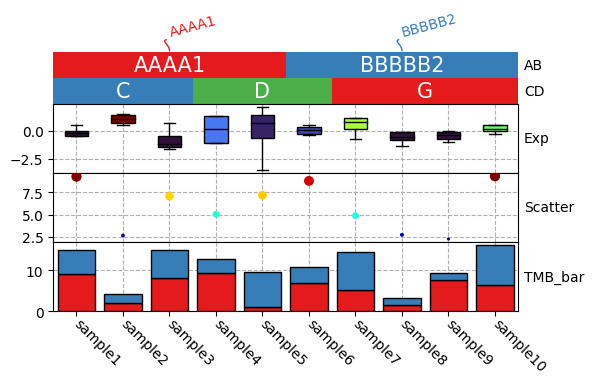 AAAA1
BBBBB2
AAAA1 BBBBB2 AB
C D G CD
0.0
−2.5
Exp
7.5
5.0
2.5
Scatter
10
0
TMB_bar
sample1 sample2 sample3 sample4 sample5 sample6 sample7 sample8 sample9 sample10